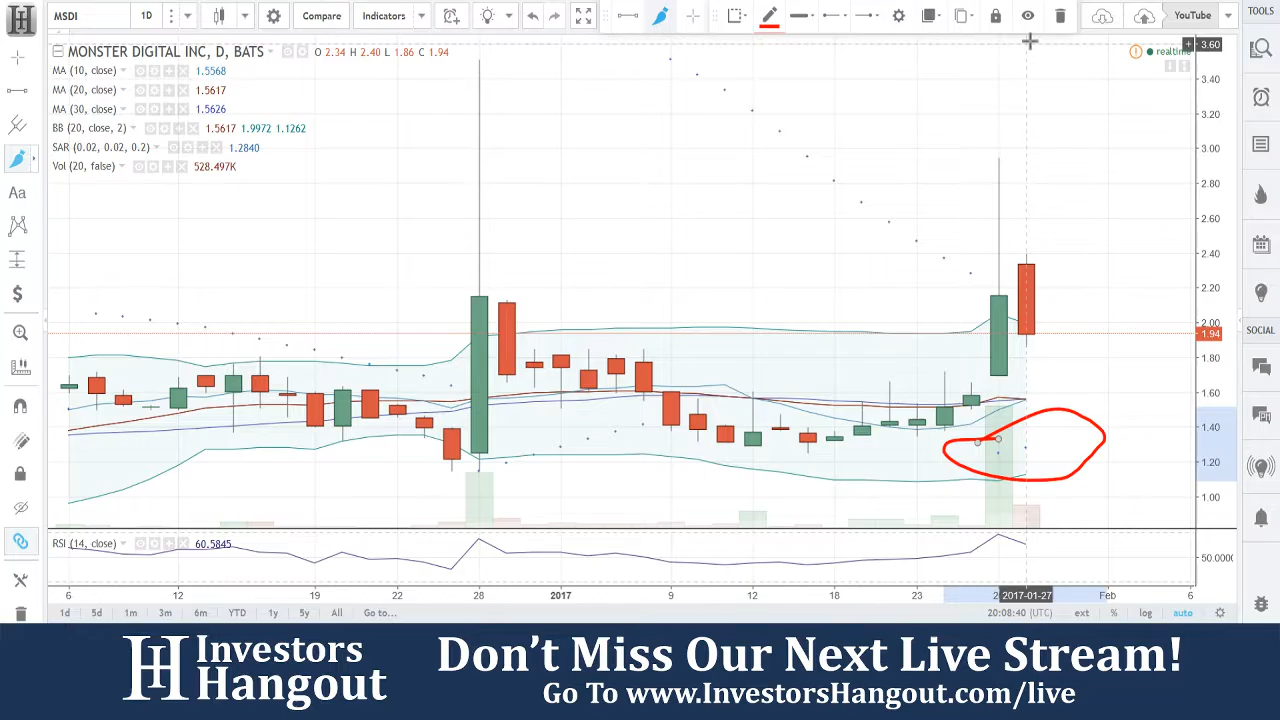 MSDI 1D Compare Indicators YouTube TOOLS
MONSTER DIGITAL INC, D, BATS O 2.34 H 2.40 L 1.86 C 1.94
realtime
MA (10, close) 1.5568
MA (20, close) 1.5617
MA (30, close) 1.5626
BB (20, close, 2) 1.5617 1.9972 1.1262
SAR (0.02, 0.02, 0.2) 1.2840
Vol (20, false) 528.497K
Aa
$
3.60
3.40
3.20
3.00
2.80
2.60
2.40
2.20
2.00
1.94
1.80
1.60
1.40
1.20
1.00
SOCIAL
RSI (14, close) 60.5845
50.0000
6 12 19 22 28 2017 9 12 17 23 2017-01-27 Feb 6
1d 5d 1m 3m 6m YTD 1y 5y All Go to... 20:08:40 (UTC) ext % log auto
Investors
Hangout
Don't Miss Our Next Live Stream!
Go To www.InvestorsHangout.com/live